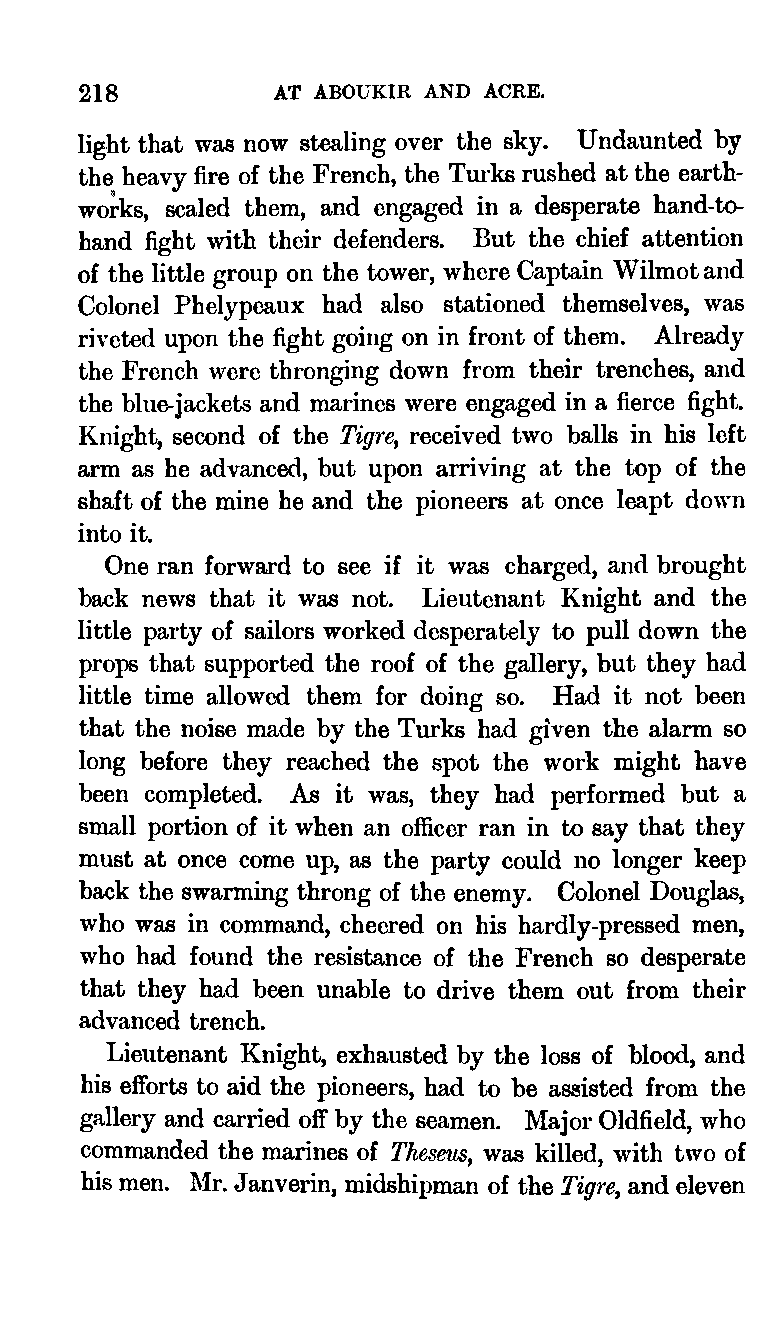 218 AT ABOUKIR AND ACRE.
light that was now stealing over the sky. Undaunted by
the heavy fire of the French, the Turks rushed at the earth-
works, scaled them, and engaged in a desperate hand-to-
hand fight with their defenders. But the chief attention
of the little group on the tower, where Captain Wilmot and
Colonel Phelypeaux had also stationed themselves, was
riveted upon the fight going on in front of them. Already
the French were thronging down from their trenches, and
the blue-jackets and marines were engaged in a fierce fight.
Knight, second of the Tigre, received two balls in his left
arm as he advanced, but upon arriving at the top of the
shaft of the mine he and the pioneers at once leapt down
into it.
One ran forward to see if it was charged, and brought
back news that it was not. Lieutenant Knight and the
little party of sailors worked desperately to pull down the
props that supported the roof of the gallery, but they had
little time allowed them for doing so. Had it not been
that the noise made by the Turks had given the alarm so
long before they reached the spot the work might have
been completed. As it was, they had performed but a
small portion of it when an officer ran in to say that they
must at once come up, as the party could no longer keep
back the swarming throng of the enemy. Colonel Douglas,
who was in command, cheered on his hardly-pressed men,
who had found the resistance of the French so desperate
that they had been unable to drive them out from their
advanced trench.
Lieutenant Knight, exhausted by the loss of blood, and
his efforts to aid the pioneers, had to be assisted from the
gallery and carried off by the seamen. Major Oldfield, who
commanded the marines of Theseus, was killed, with two of
his men. Mr. Janverin, midshipman of the Tigre, and eleven